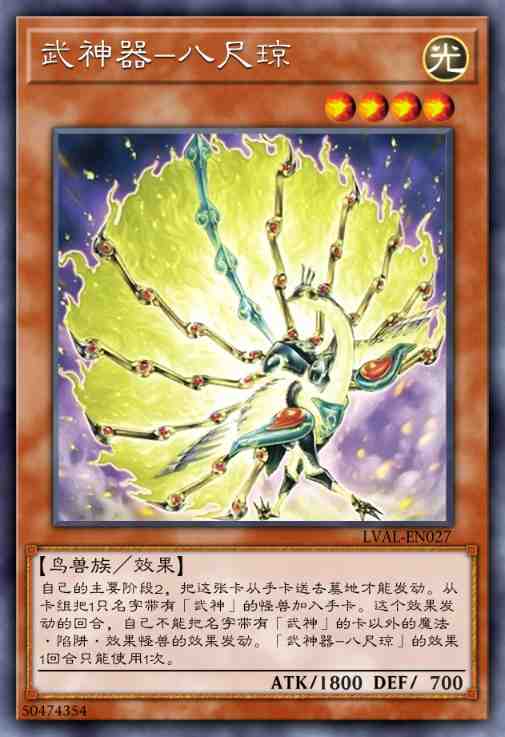 武神器-八尺琼
光
LVAL-EN027
【鸟兽族／效果】
自己的主要阶段2，把这张卡从手卡送去墓地才能发动。从
卡组把1只名字带有「武神」的怪兽加入手卡。这个效果发
动的回合，自己不能把名字带有「武神」的卡以外的魔法
·陷阱·效果怪兽的效果发动。「武神器-八尺琼」的效果
1回合只能使用1次。
ATK/1800 DEF/ 700
50474354